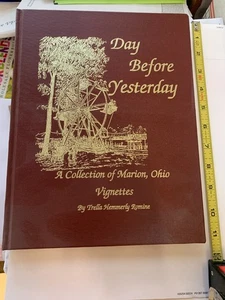 Day
Before
Yesterday
A Collection of Marion, Ohio
Vignettes
By Trella Hemmerly Romine